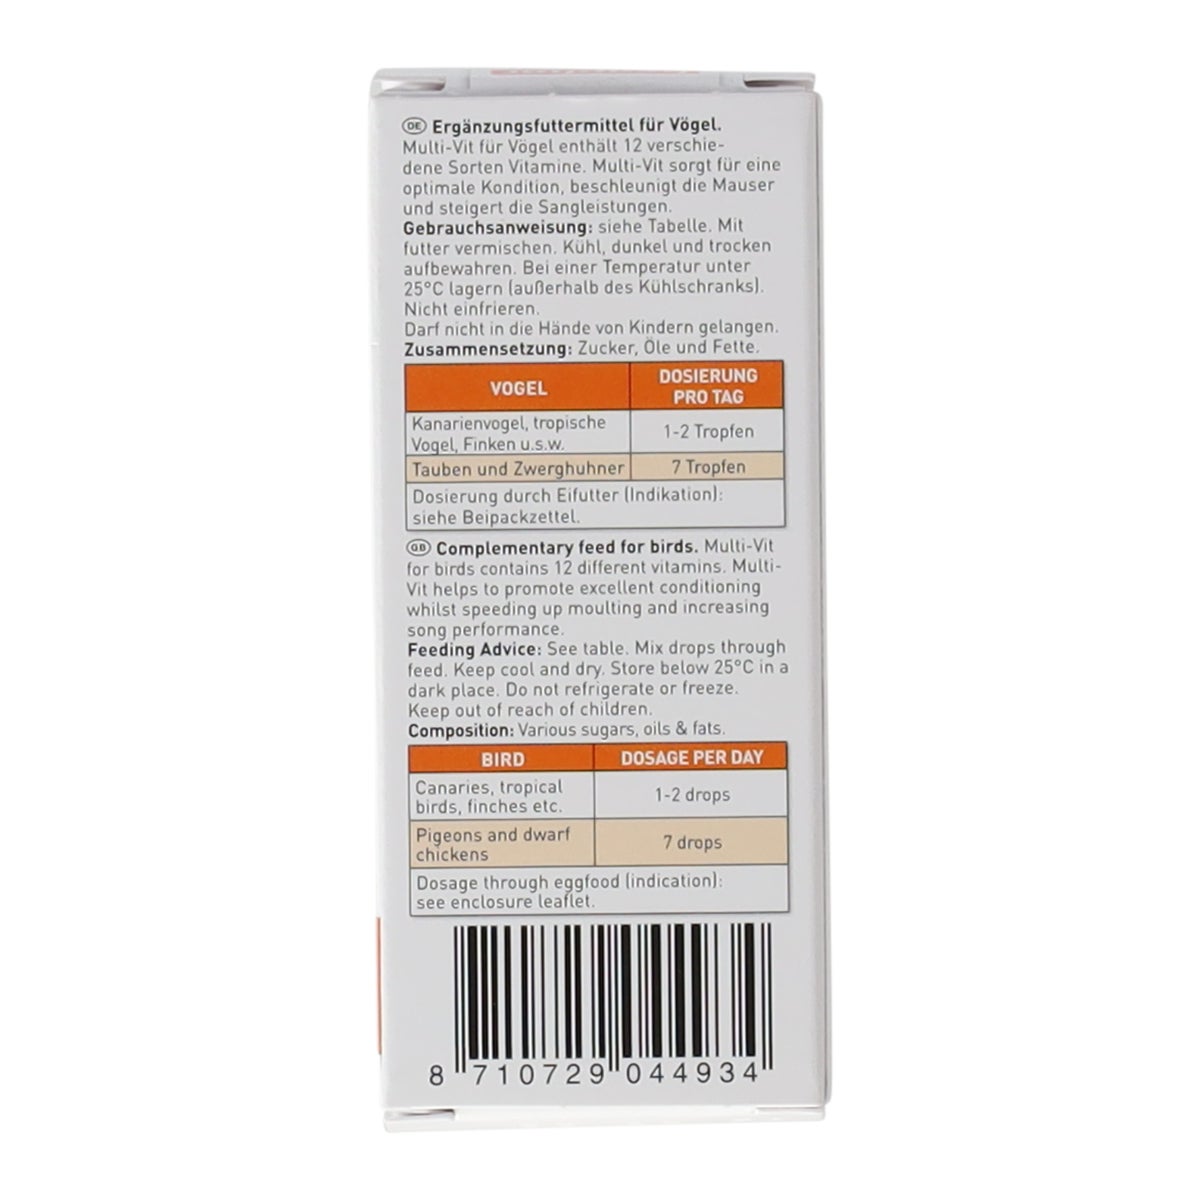 DE Ergänzungsfuttermittel für Vögel.
Multi-Vit für Vögel enthält 12 verschie-
dene Sorten Vitamine. Multi-Vit sorgt für eine
optimale Kondition, beschleunigt die Mauser
und steigert die Sangleistungen.
Gebrauchsanweisung: siehe Tabelle. Mit
futter vermischen. Kühl, dunkel und trocken
aufbewahren. Bei einer Temperatur unter
25°C lagern (außerhalb des Kühlschranks).
Nicht einfrieren.
Darf nicht in die Hände von Kindern gelangen.
Zusammensetzung: Zucker, Öle und Fette.
VOGEL
DOSIERUNG
PRO TAG
Kanarienvogel, tropische
Vogel, Finken u.s.w.
1-2 Tropfen
Tauben und Zwerghuhner
7 Tropfen
Dosierung durch Eifutter (Indikation):
siehe Beipackzettel.
GB Complementary feed for birds. Multi-Vit
for birds contains 12 different vitamins. Multi-
Vit helps to promote excellent conditioning
whilst speeding up moulting and increasing
song performance.
Feeding Advice: See table. Mix drops through
feed. Keep cool and dry. Store below 25°C in a
dark place. Do not refrigerate or freeze.
Keep out of reach of children.
Composition: Various sugars, oils & fats.
BIRD
DOSAGE PER DAY
Canaries, tropical
birds, finches etc.
1-2 drops
Pigeons and dwarf
chickens
7 drops
Dosage through eggfood (indication):
see enclosure leaflet.
8 710729 044934